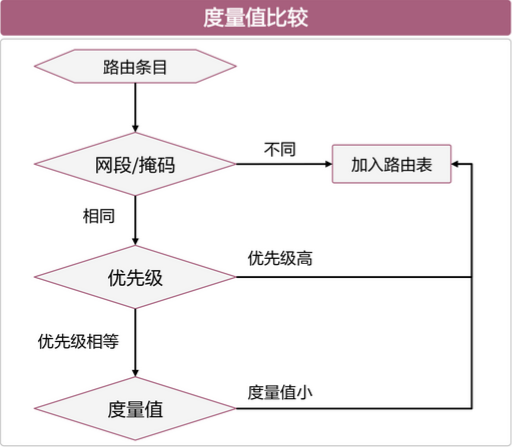 度量值比较
路由条目
网段/掩码
不同
加入路由表
相同
优先级
优先级高
优先级相等
度量值
度量值小